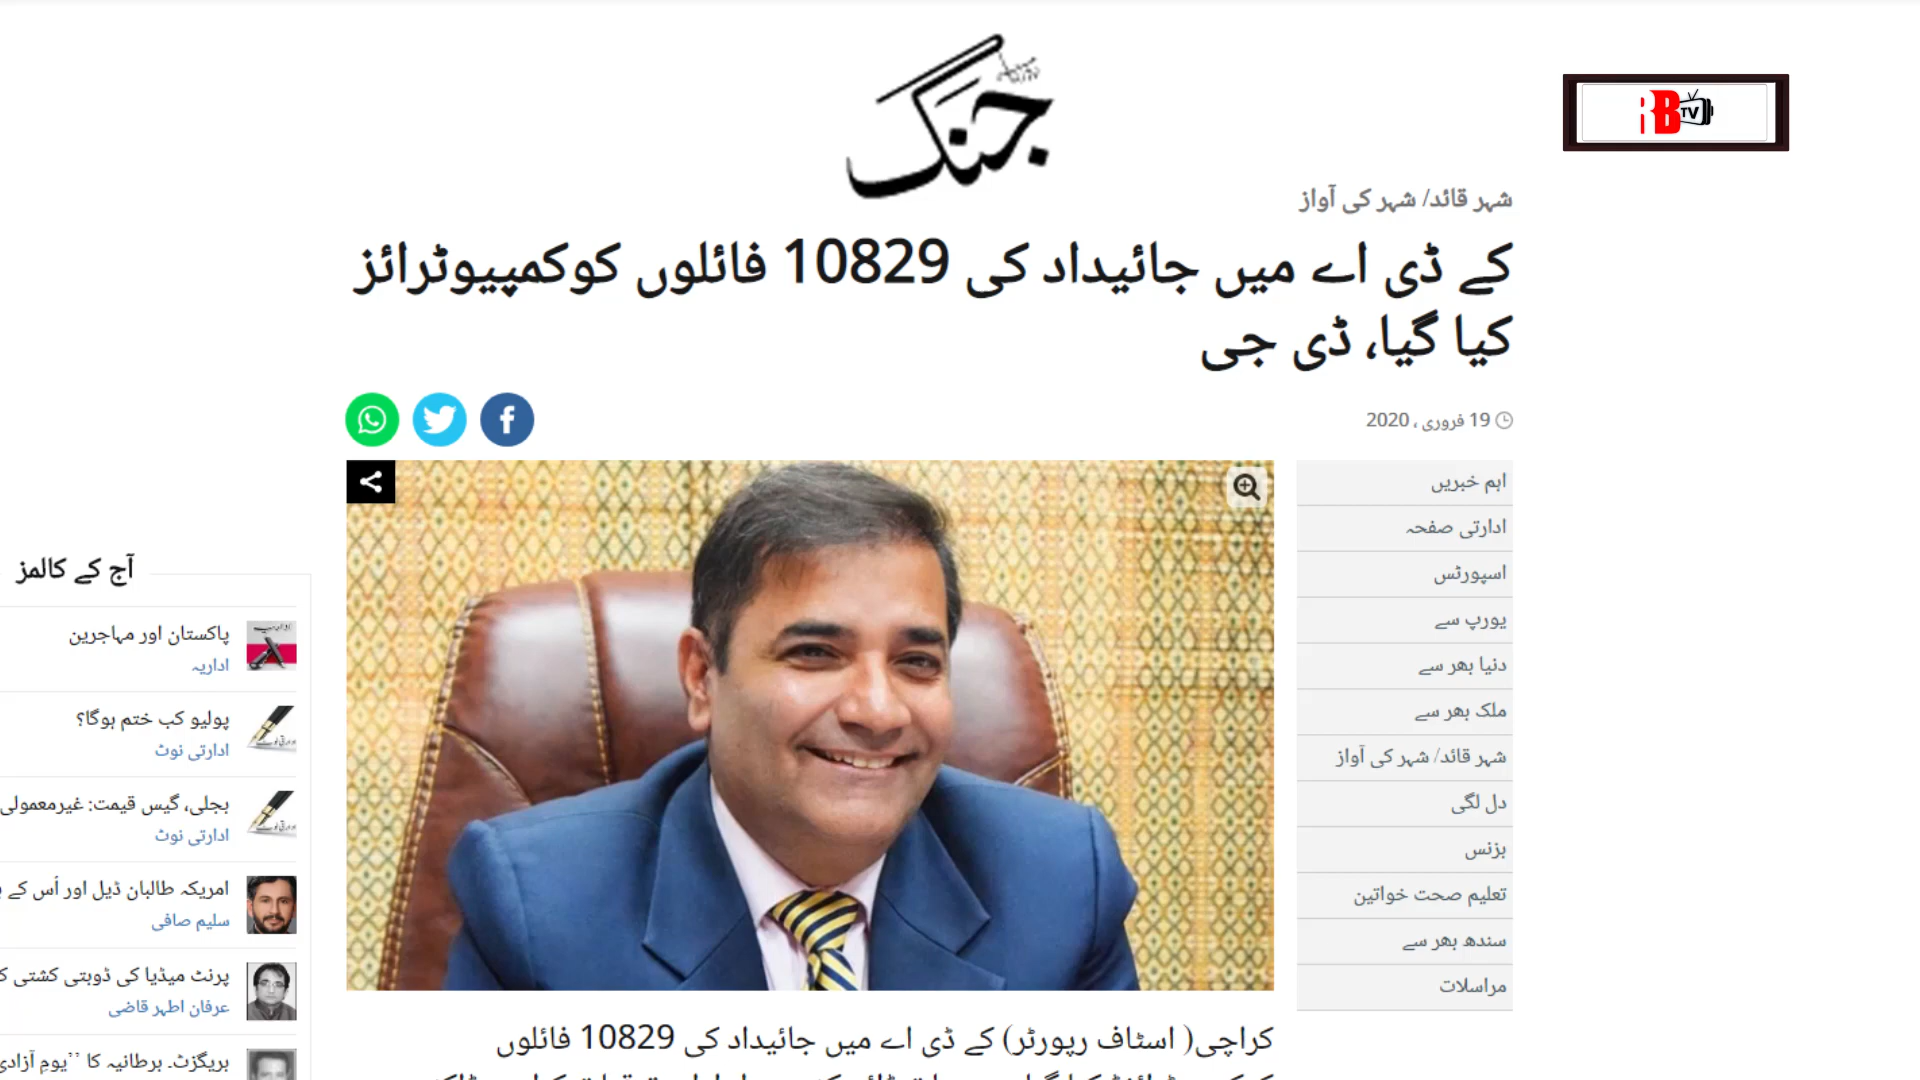 جنگ
RBTV
شہر قائد/ شہر کی آواز
کے ڈی اے میں جائیداد کی 10829 فائلوں کوکمپیوٹرائز
کیا گیا، ڈی جی
19 فروری ، 2020
اہم خبریں
ادارتی صفحہ
اسپورٹس
یورپ سے
دنیا بھر سے
ملک بھر سے
شہر قائد/ شہر کی آواز
دل لگی
بزنس
تعلیم صحت خواتین
سندھ بھر سے
مراسلات
کراچی( اسٹاف رپورٹر) کے ڈی اے میں جائیداد کی 10829 فائلوں
آج کے کالمز
پاکستان اور مہاجرین
اداریہ
پولیو کب ختم ہوگا؟
ادارتی نوٹ
بجلی، گیس قیمت: غیرمعمولی
ادارتی نوٹ
امریکہ طالبان ڈیل اور اُس کے
سلیم صافی
پرنٹ میڈیا کی ڈوبتی کشتی
عرفان اطہر قاضی
بریگزٹ۔ برطانیہ کا ’’یومِ آزادی